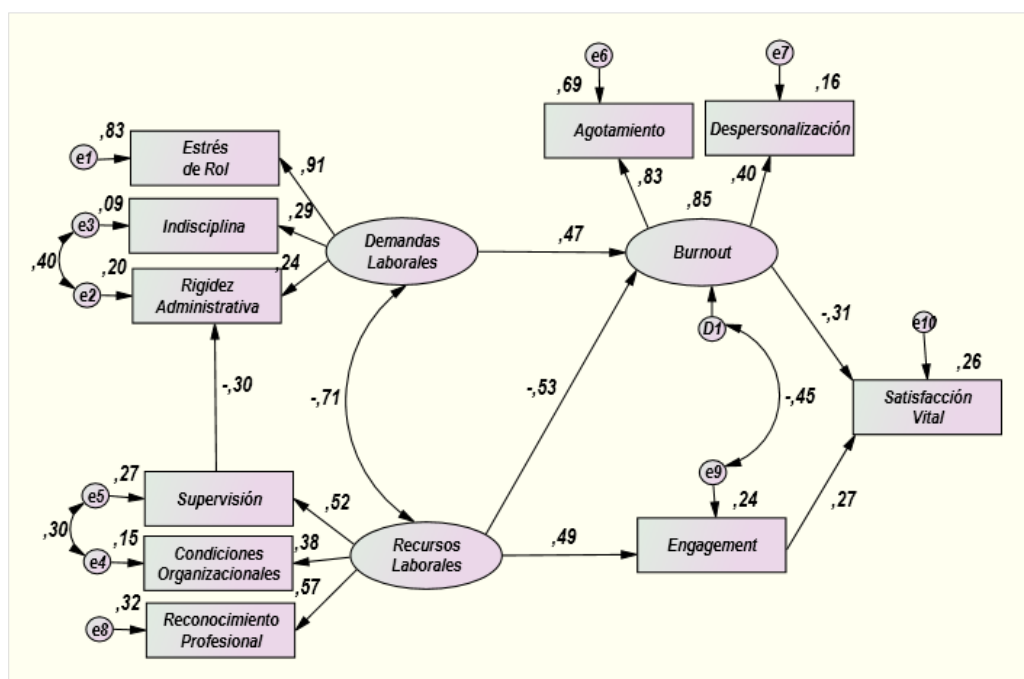 e6
e7
,69
,16
Agotamiento
Despersonalización
,83
e1
Estrés
de Rol
,91
,83
,40
,09
e3
Indisciplina
,29
,85
Demandas
Laborales
,47
Burnout
,40
,20
e2
Rigidez
Administrativa
,24
-,31
D1
e10
-,30
-,71
-,53
-,45
,26
Satisfacción
Vital
,27
e5
Supervisión
,52
e9
,24
,27
,30
,15
e4
Condiciones
Organizacionales
,38
Recursos
Laborales
,49
Engagement
,57
,32
e8
Reconocimiento
Profesional